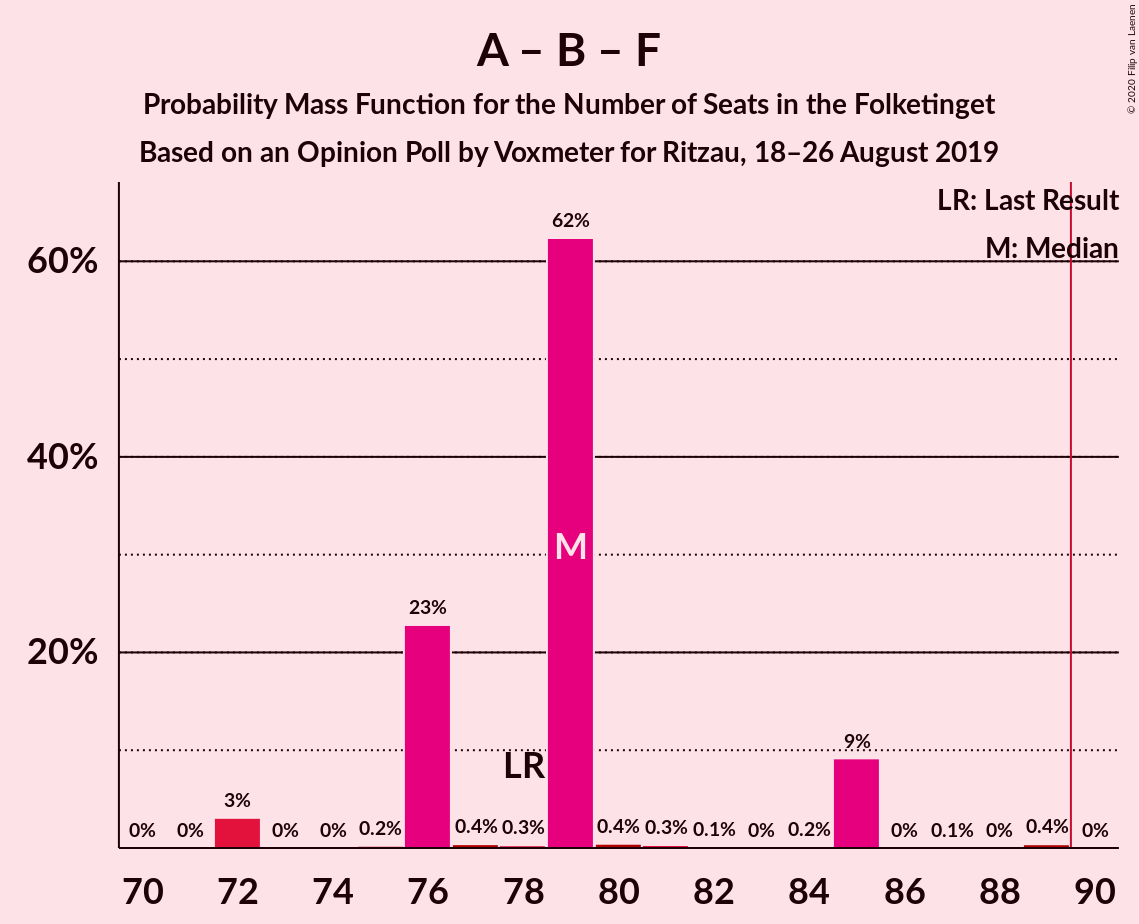 A – B – F
Probability Mass Function for the Number of Seats in the Folketinget
Based on an Opinion Poll by Voxmeter for Ritzau, 18–26 August 2019
© 2020 Filip van Laenen
LR: Last Result
M: Median
60%
40%
20%
0% 0% 3% 0% 0% 0.2% 23% 0.4% 0.3% 62% 0.4% 0.3% 0.1% 0% 0.2% 9% 0% 0.1% 0% 0.4% 0%
LR
M
70 72 74 76 78 80 82 84 86 88 90